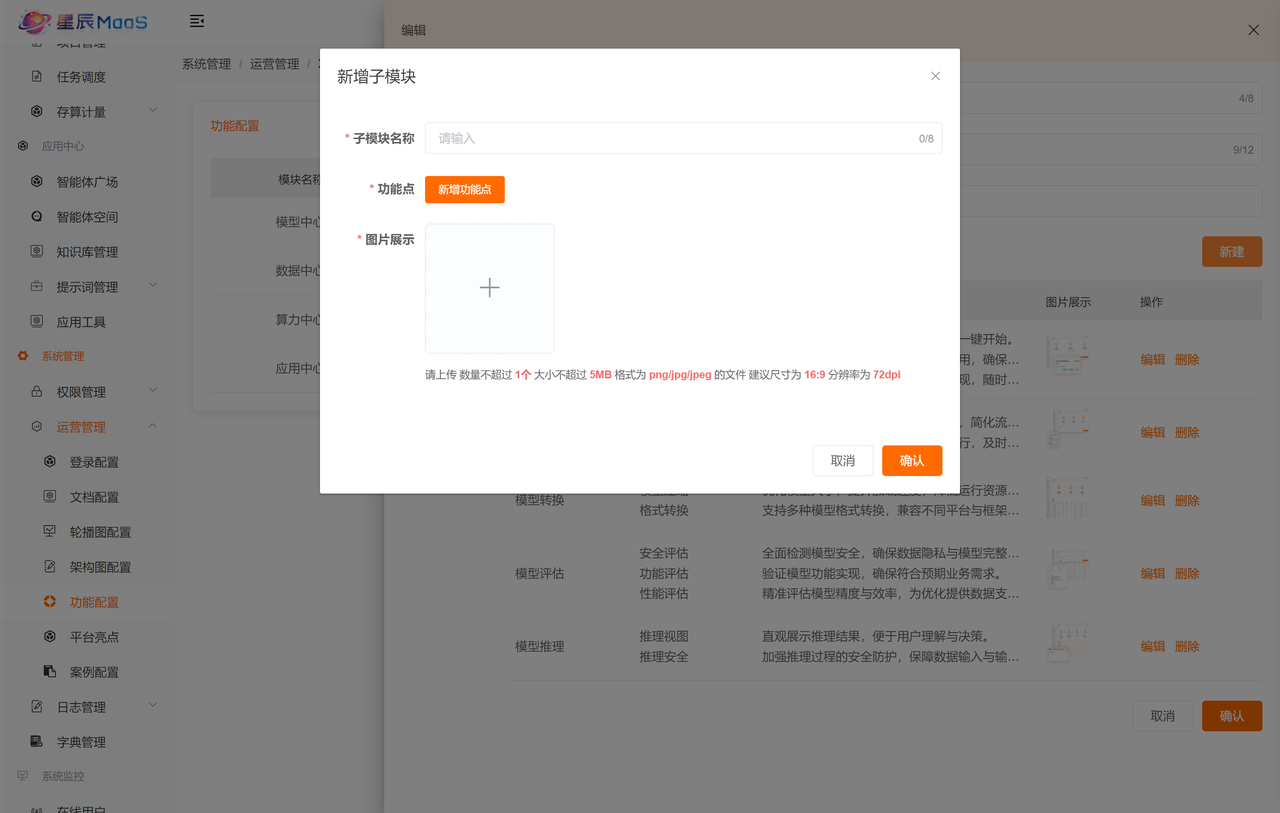 星辰MaaS
编辑
项目管理
系统管理 / 运营管理 /
任务调度
存算计量
应用中心
智能体广场
智能体空间
知识库管理
提示词管理
应用工具
系统管理
权限管理
运营管理
登录配置
文档配置
轮播图配置
架构图配置
功能配置
平台亮点
案例配置
日志管理
字典管理
系统监控
在线用户
功能配置
模块名称
模型中心
数据中心
算力中心
应用中心
新增子模块
* 子模块名称
请输入
0/8
* 功能点
新增功能点
* 图片展示
请上传 数量不超过 1个 大小不超过 5MB 格式为 png/jpg/jpeg 的文件 建议尺寸为 16:9 分辨率为 72dpi
取消
确认
4/8
9/12
新建
图片展示 操作
一键开始。
用，确保...
现，随时...
编辑 删除
，简化流...
行，及时...
编辑 删除
模型转换
格式转换
支持多种模型格式转换，兼容不同平台与框架...
编辑 删除
模型评估
安全评估 全面检测模型安全，确保数据隐私与模型完整...
功能评估 验证模型功能实现，确保符合预期业务需求。
性能评估 精准评估模型精度与效率，为优化提供数据支...
编辑 删除
模型推理
推理视图 直观展示推理结果，便于用户理解与决策。
推理安全 加强推理过程的安全防护，保障数据输入与输...
编辑 删除
取消
确认